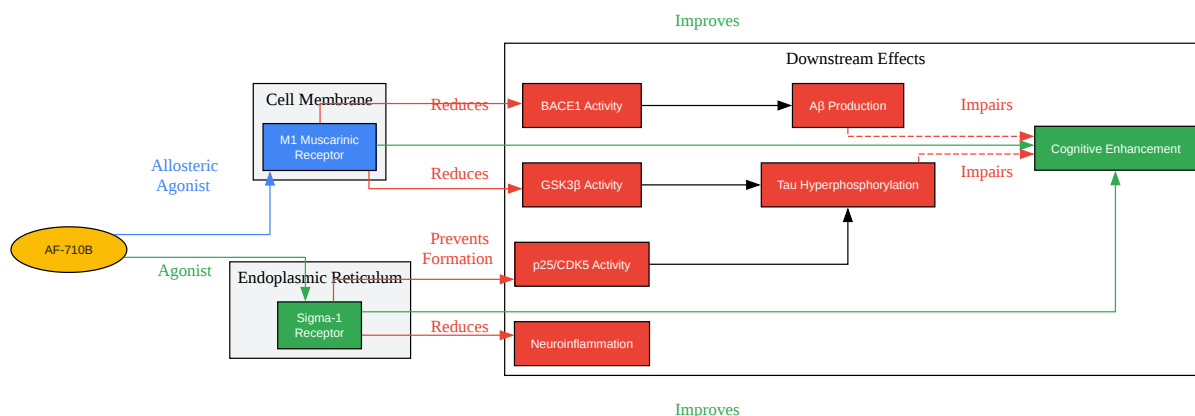 Improves
Downstream Effects
Cell Membrane
Reduces
BACE1 Activity
Aβ Production
Impairs
M1 Muscarinic
Receptor
Cognitive Enhancement
Allosteric
Agonist
Reduces
GSK3β Activity
Tau Hyperphosphorylation
Impairs
AF-710B
Prevents
Formation
p25/CDK5 Activity
Agonist
Endoplasmic Reticulum
Sigma-1
Receptor
Reduces
Neuroinflammation
Improves